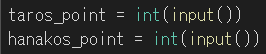 taros_point = int(input())
hanakos_point = int(input())